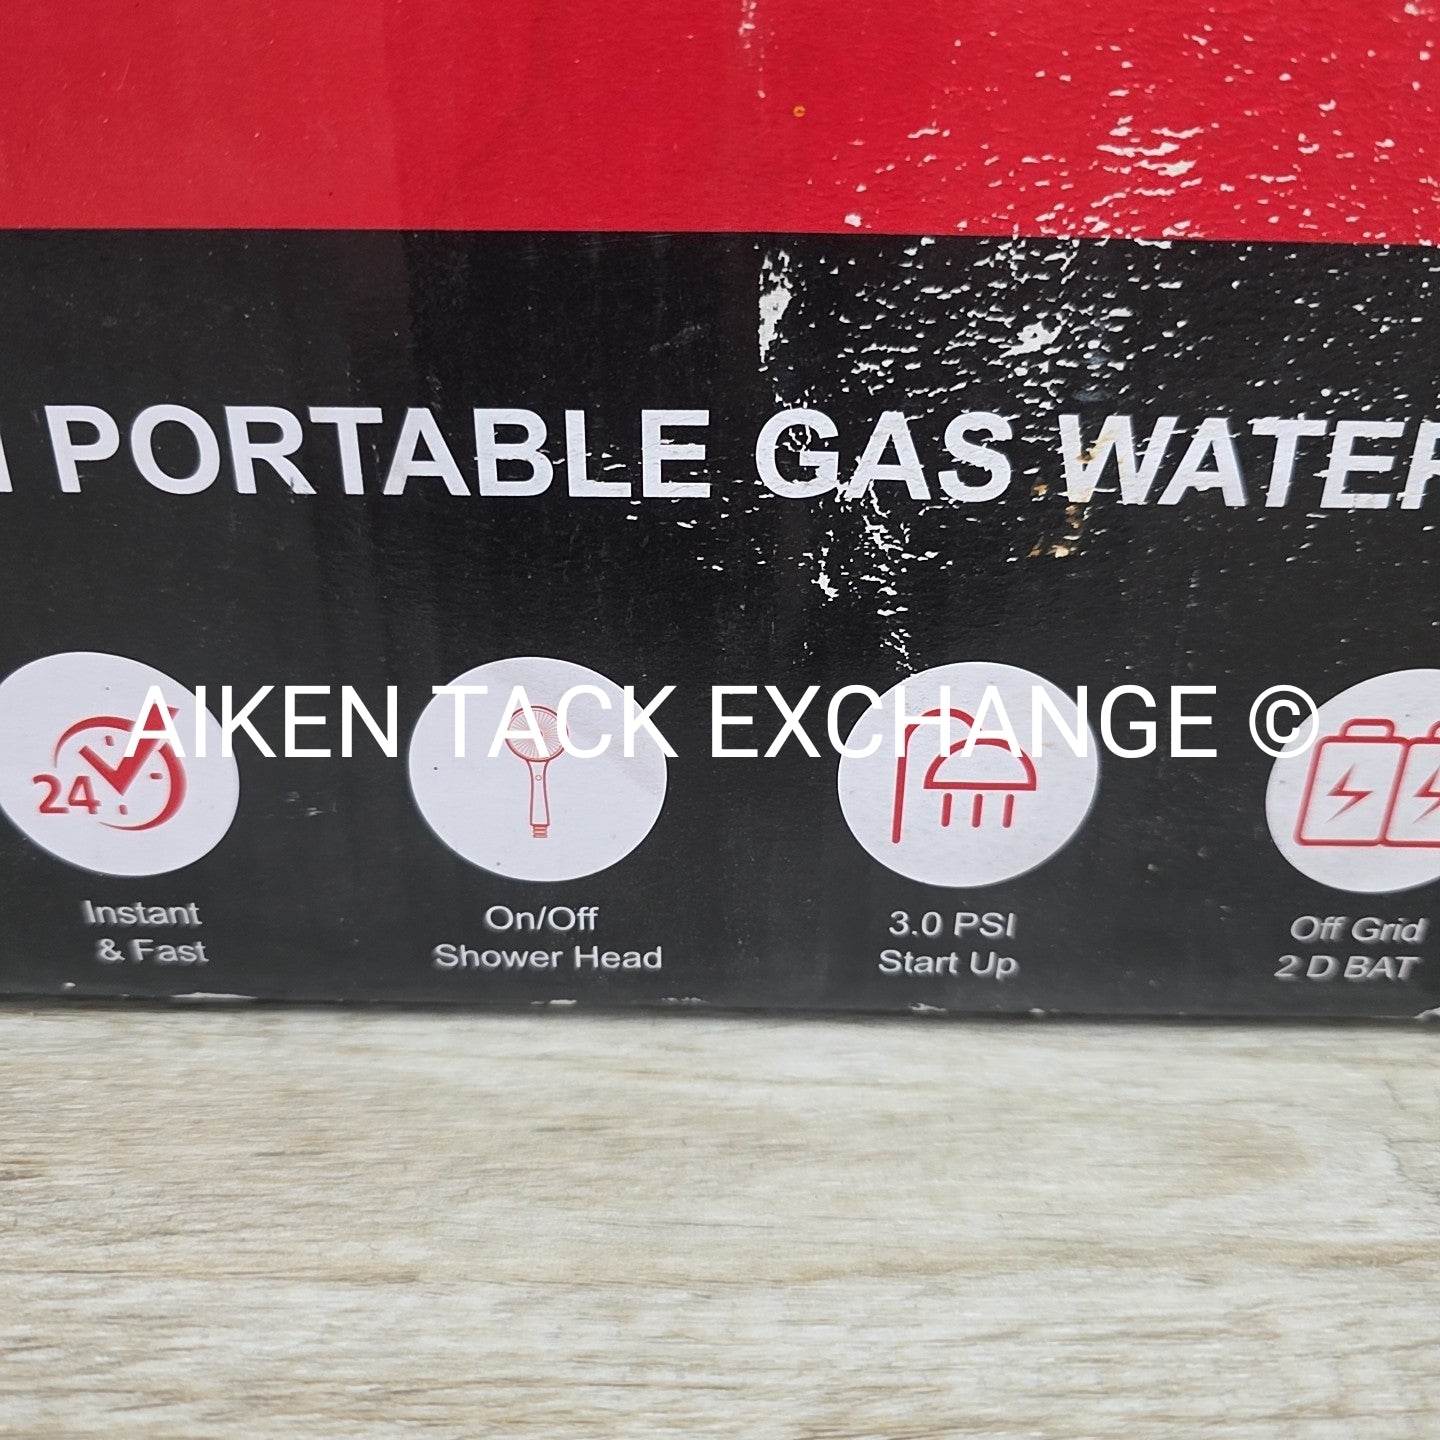 PORTABLE GAS WATER
AIKEN TACK EXCHANGE ©
24
Instant
& Fast
On/Off
Shower Head
3.0 PSI
Start Up
Off Grid
2 D BAT